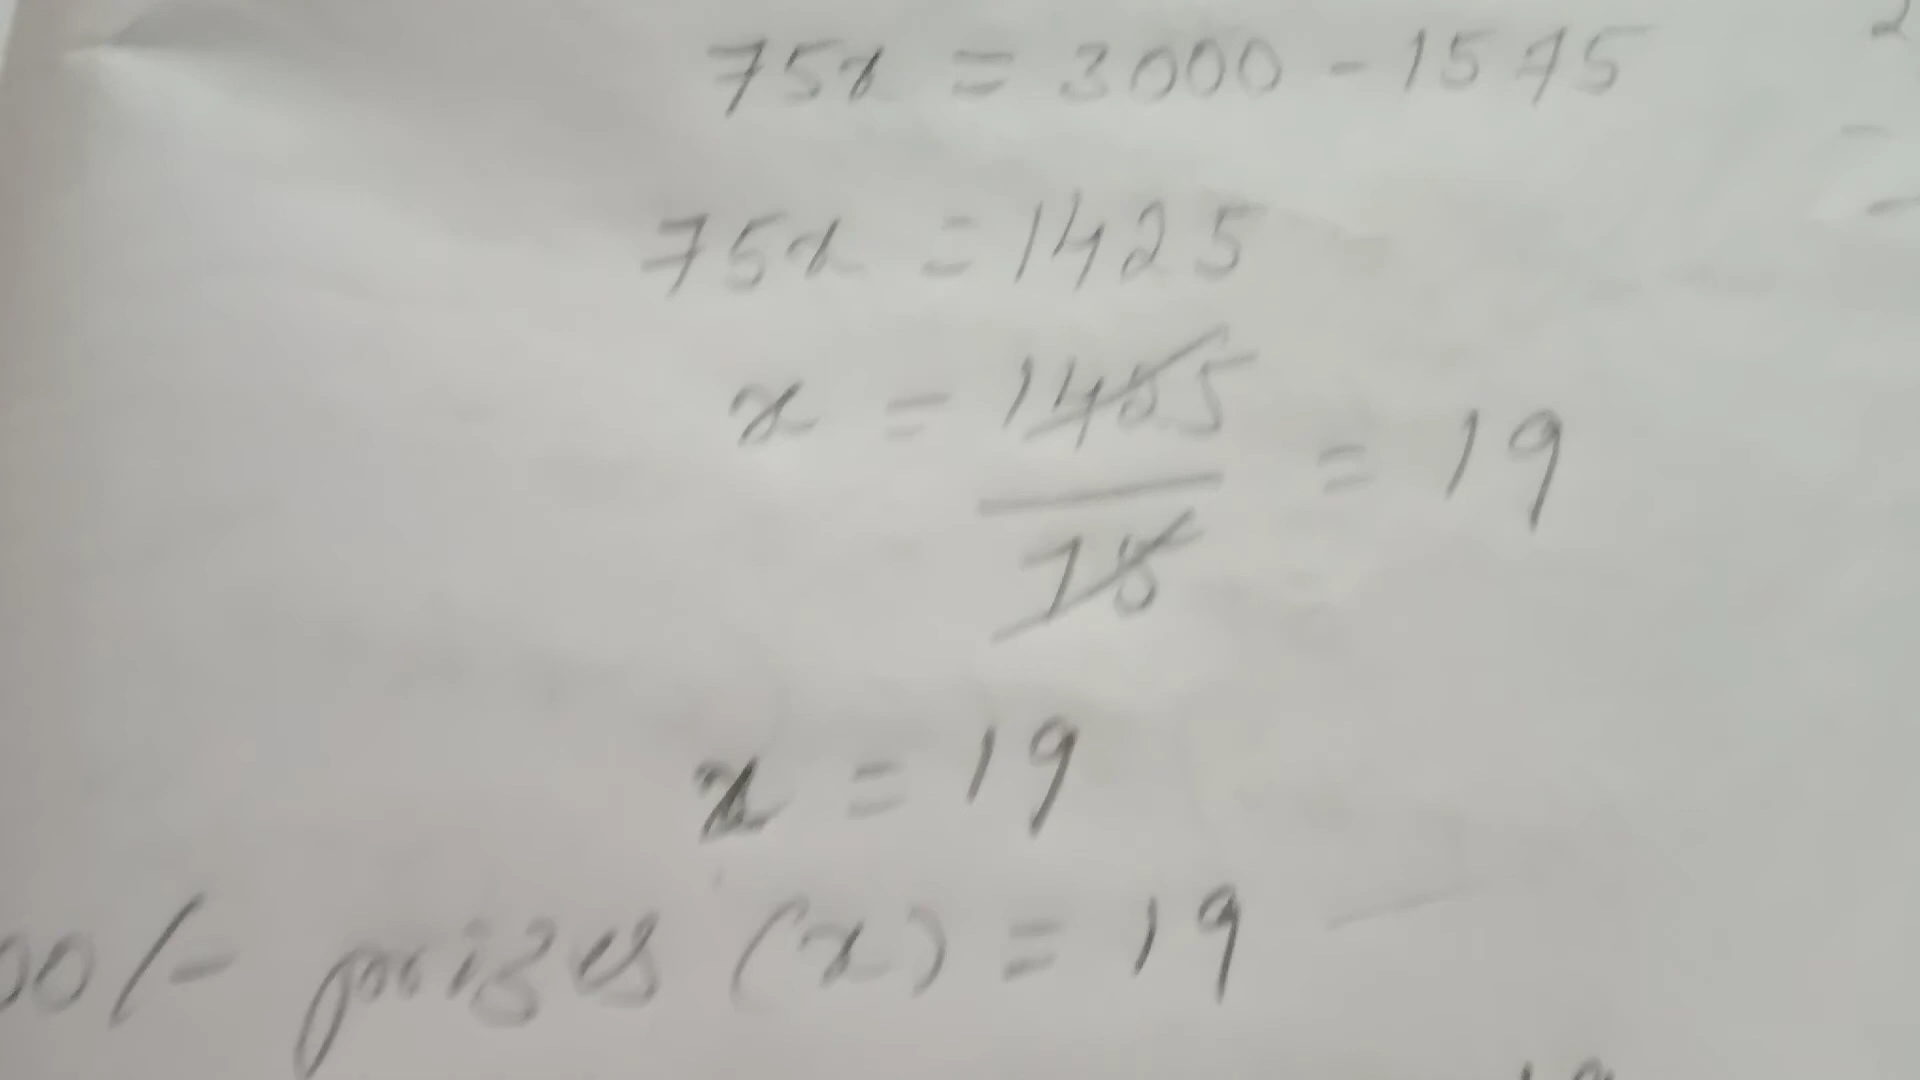 75x = 3000 - 1575
75x = 1425
x = 1425/75 = 19
x = 19
00/- prizes (x) = 19